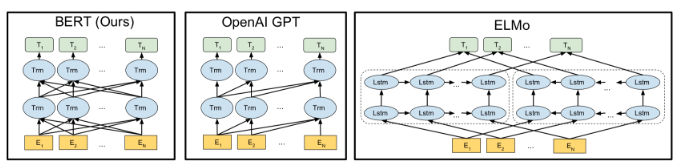 BERT (Ours)
T1 T2 ... TN
Trm Trm ... Trm
Trm Trm ... Trm
E1 E2 ... EN
OpenAI GPT
T1 T2 ... TN
Trm Trm ... Trm
Trm Trm ... Trm
E1 E2 ... EN
ELMo
T1 T2 ... TN
Lstm Lstm ... Lstm Lstm Lstm ... Lstm
Lstm Lstm ... Lstm Lstm Lstm ... Lstm
E1 E2 ... EN